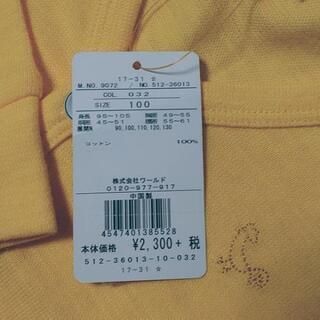 17-31 ☆
M.NO. 9072 / NO. 512-36013
COL. 032
SIZE 100
身長 95〜105 胸囲 49〜55
胴囲 45〜51 腰囲 55〜61
展開N 90,100,110,120,130
コットン 100%
株式会社ワールド
0120-977-917
中国製
本体価格 ¥2,300+ 税
4547401385528
512-36013-10-032
17-31 ☆